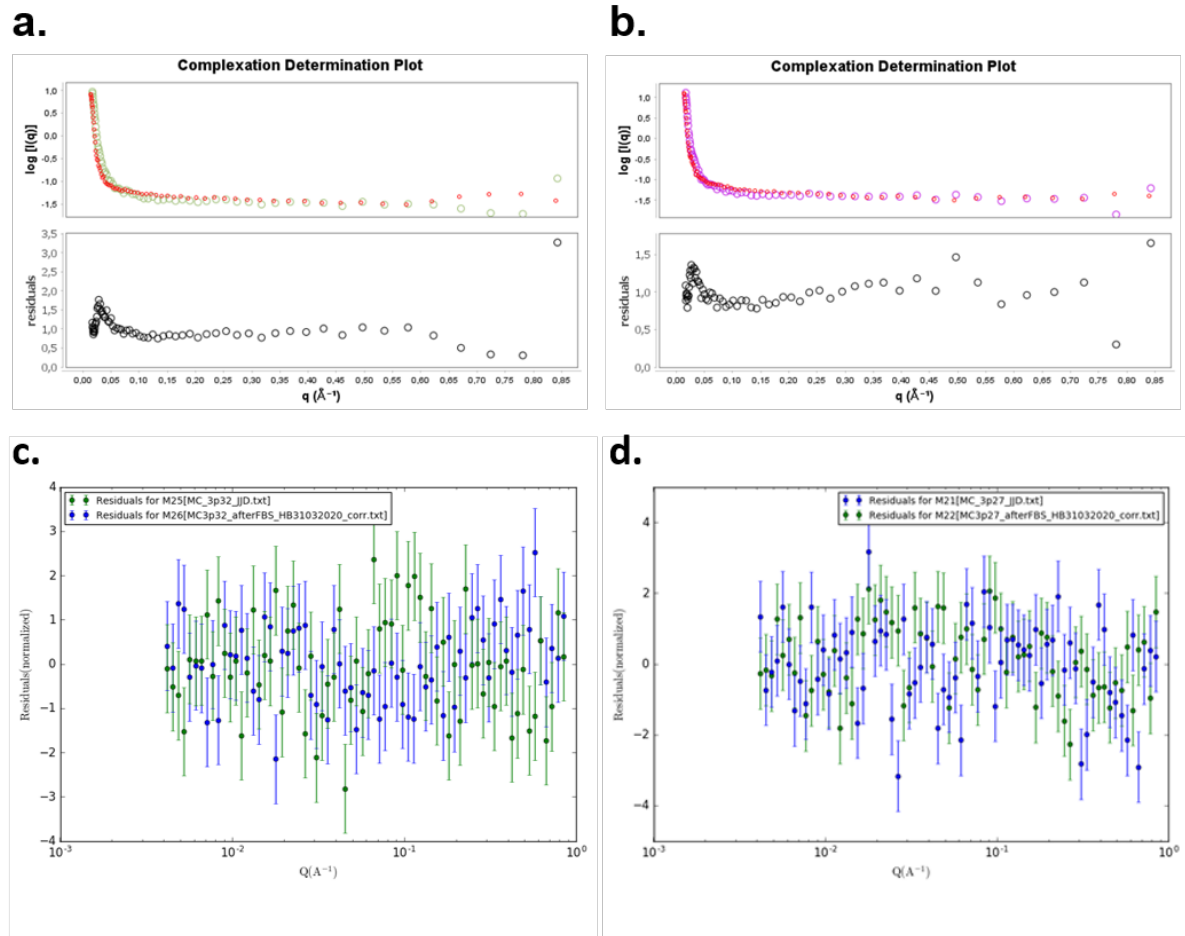 a.
Complexation Determination Plot
log [I(q)]
1,0
0,5
0,0
-0,5
-1,0
-1,5
residuals
3,5
3,0
2,5
2,0
1,5
1,0
0,5
0,0
0,00 0,05 0,10 0,15 0,20 0,25 0,30 0,35 0,40 0,45 0,50 0,55 0,60 0,65 0,70 0,75 0,80 0,85
q (Å⁻¹)
b.
Complexation Determination Plot
log [I(q)]
1,0
0,5
0,0
-0,5
-1,0
-1,5
residuals
1,5
1,0
0,5
0,0
0,00 0,05 0,10 0,15 0,20 0,25 0,30 0,35 0,40 0,45 0,50 0,55 0,60 0,65 0,70 0,75 0,80 0,85
q (Å⁻¹)
c.
Residuals for M25[MC_3p32_JJD.txt]
Residuals for M26[MC3p32_afterFBS_HB31032020_corr.txt]
Residuals(normalized)
4
3
2
1
0
−1
−2
−3
−4
10⁻³ 10⁻² 10⁻¹ 10⁰
Q(A⁻¹)
d.
Residuals for M21[MC_3p27_JJD.txt]
Residuals for M22[MC3p27_afterFBS_HB31032020_corr.txt]
Residuals(normalized)
4
2
0
−2
−4
10⁻³ 10⁻² 10⁻¹ 10⁰
Q(A⁻¹)